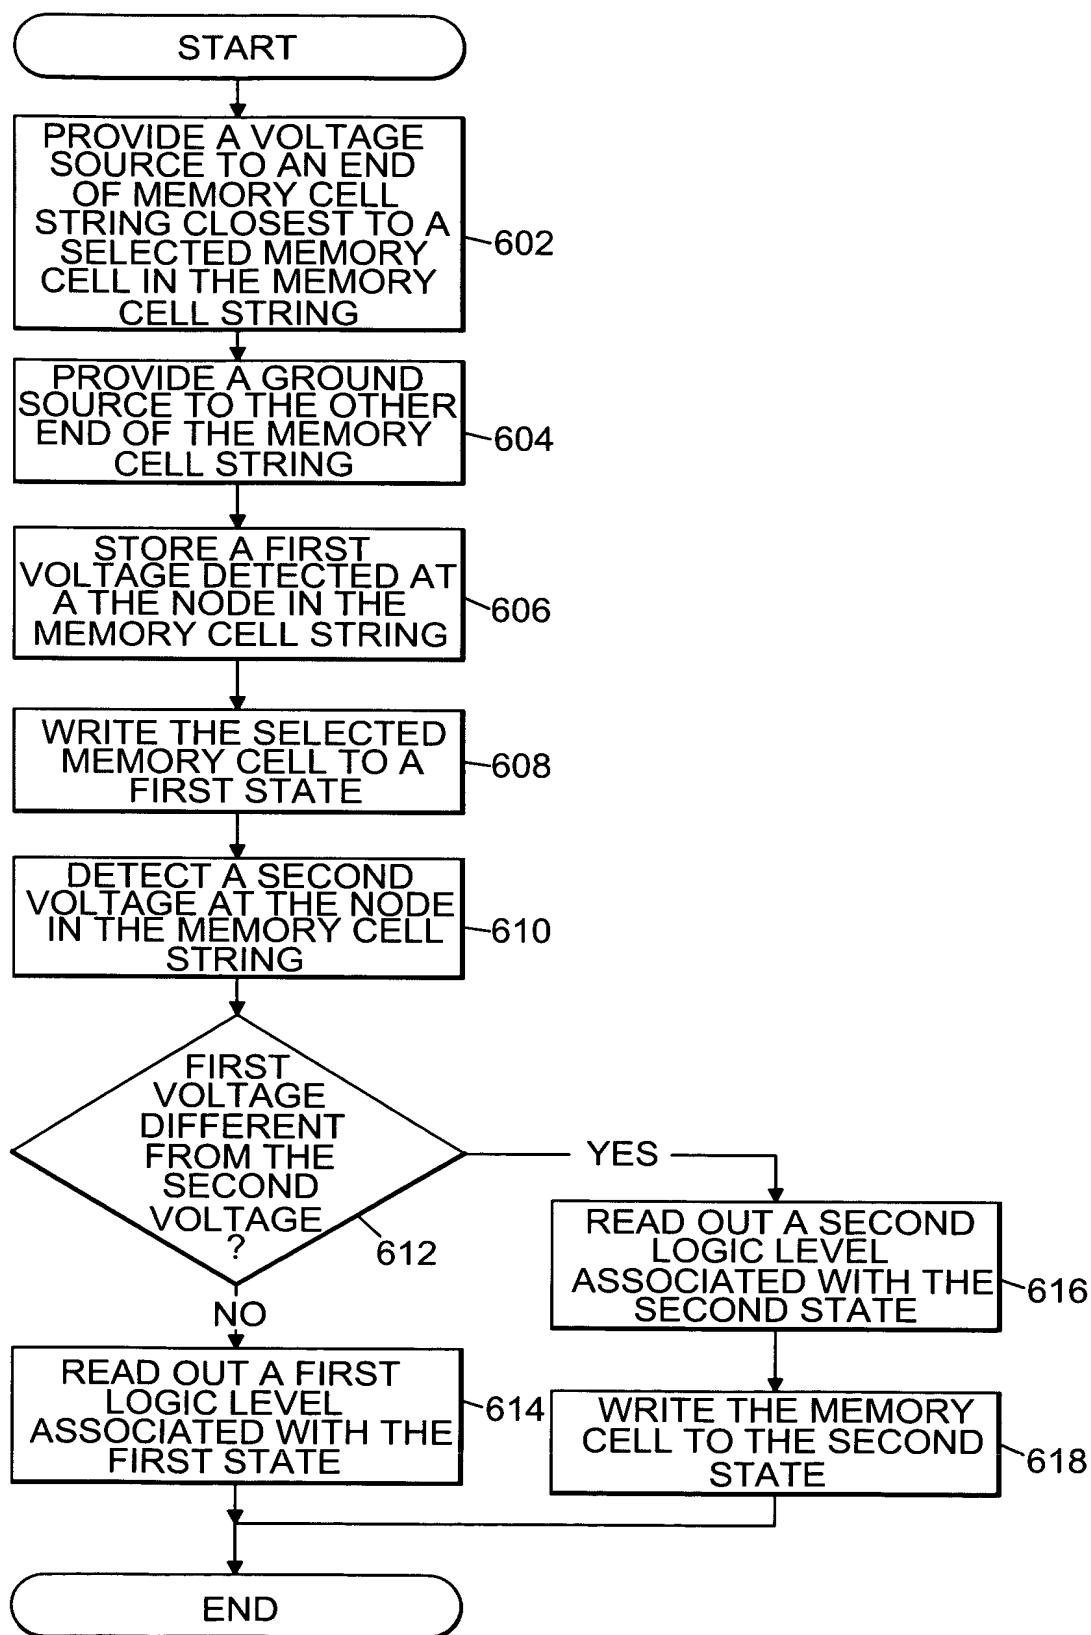 START
PROVIDE A VOLTAGE
SOURCE TO AN END
OF MEMORY CELL
STRING CLOSEST TO A
SELECTED MEMORY
CELL IN THE MEMORY
CELL STRING
602
PROVIDE A GROUND
SOURCE TO THE OTHER
END OF THE MEMORY
CELL STRING
604
STORE A FIRST
VOLTAGE DETECTED AT
A THE NODE IN THE
MEMORY CELL STRING
606
WRITE THE SELECTED
MEMORY CELL TO A
FIRST STATE
608
DETECT A SECOND
VOLTAGE AT THE NODE
IN THE MEMORY CELL
STRING
610
FIRST
VOLTAGE
DIFFERENT
FROM THE
SECOND
VOLTAGE
?
612
YES
NO
READ OUT A SECOND
LOGIC LEVEL
ASSOCIATED WITH THE
SECOND STATE
616
READ OUT A FIRST
LOGIC LEVEL
ASSOCIATED WITH THE
FIRST STATE
614
WRITE THE MEMORY
CELL TO THE SECOND
STATE
618
END